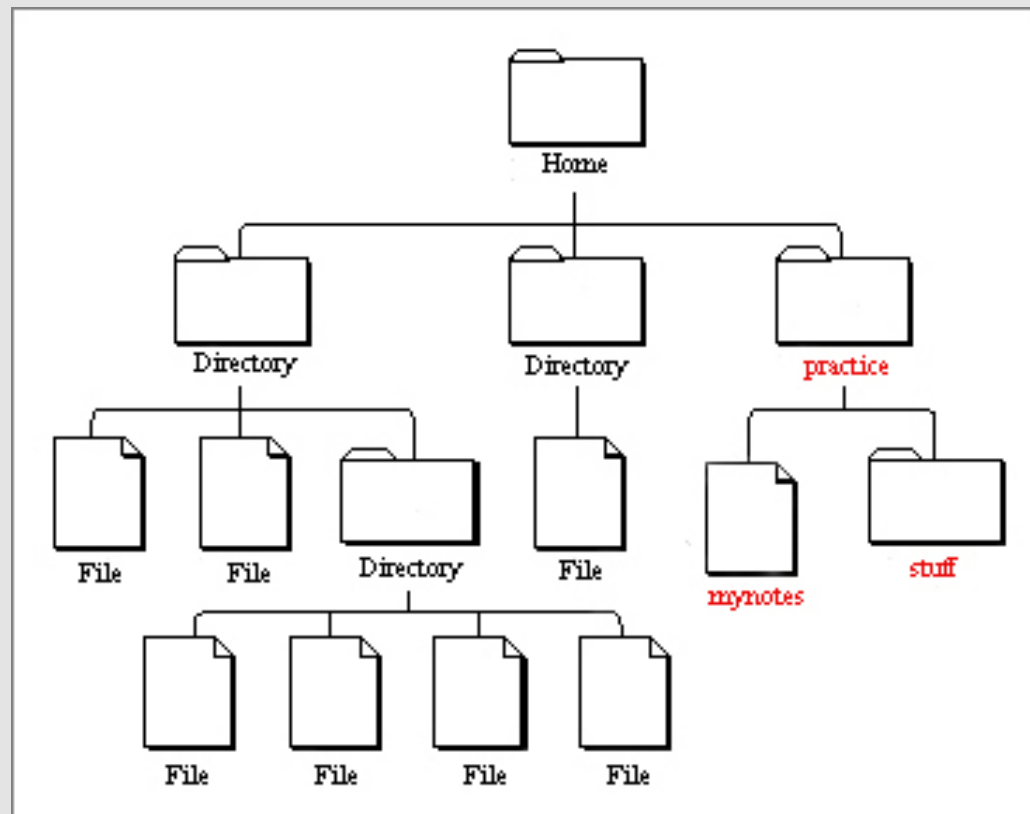 Home
Directory
Directory
practice
File
File
Directory
File
mynotes
stuff
File
File
File
File